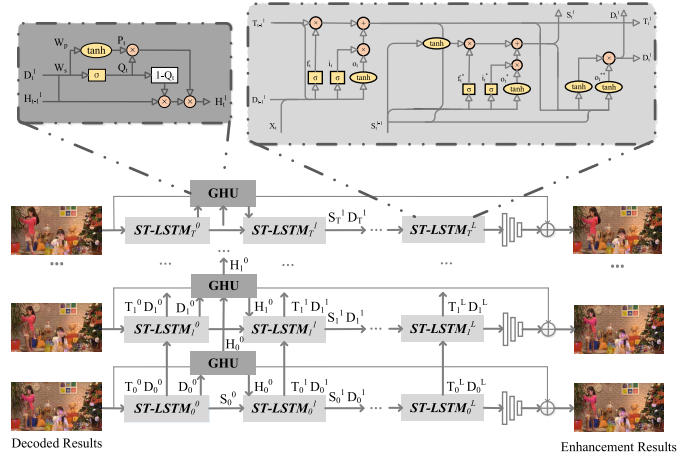 W_p tanh P_t ×
D_t^l W_s σ Q_t 1-Q_t
H_{t-1}^l × × H_t^l
T_{t-1}^l × + S_t^l D_t^l T_t^l
tanh × + × D_t^l
×
f_t i_t o_t
σ σ tanh
σ σ tanh
tanh tanh
X_t S_t^{l-1}
GHU
S_T^1 D_T^1
ST-LSTM_T^0 ST-LSTM_T^1 ... ST-LSTM_T^L
... ... ... ... ...
H_1^0
GHU
T_1^0 D_1^0 D_1^0 H_1^0 T_1^1 D_1^1 S_1^1 D_1^1 T_1^L D_1^L
ST-LSTM_1^0 ST-LSTM_1^1 ... ST-LSTM_1^L
H_0^0
GHU
T_0^0 D_0^0 D_0^0 S_0^0 H_0^0 T_0^1 D_0^1 S_0^1 D_0^1 T_0^L D_0^L
ST-LSTM_0^0 ST-LSTM_0^1 ... ST-LSTM_0^L
Decoded Results Enhancement Results